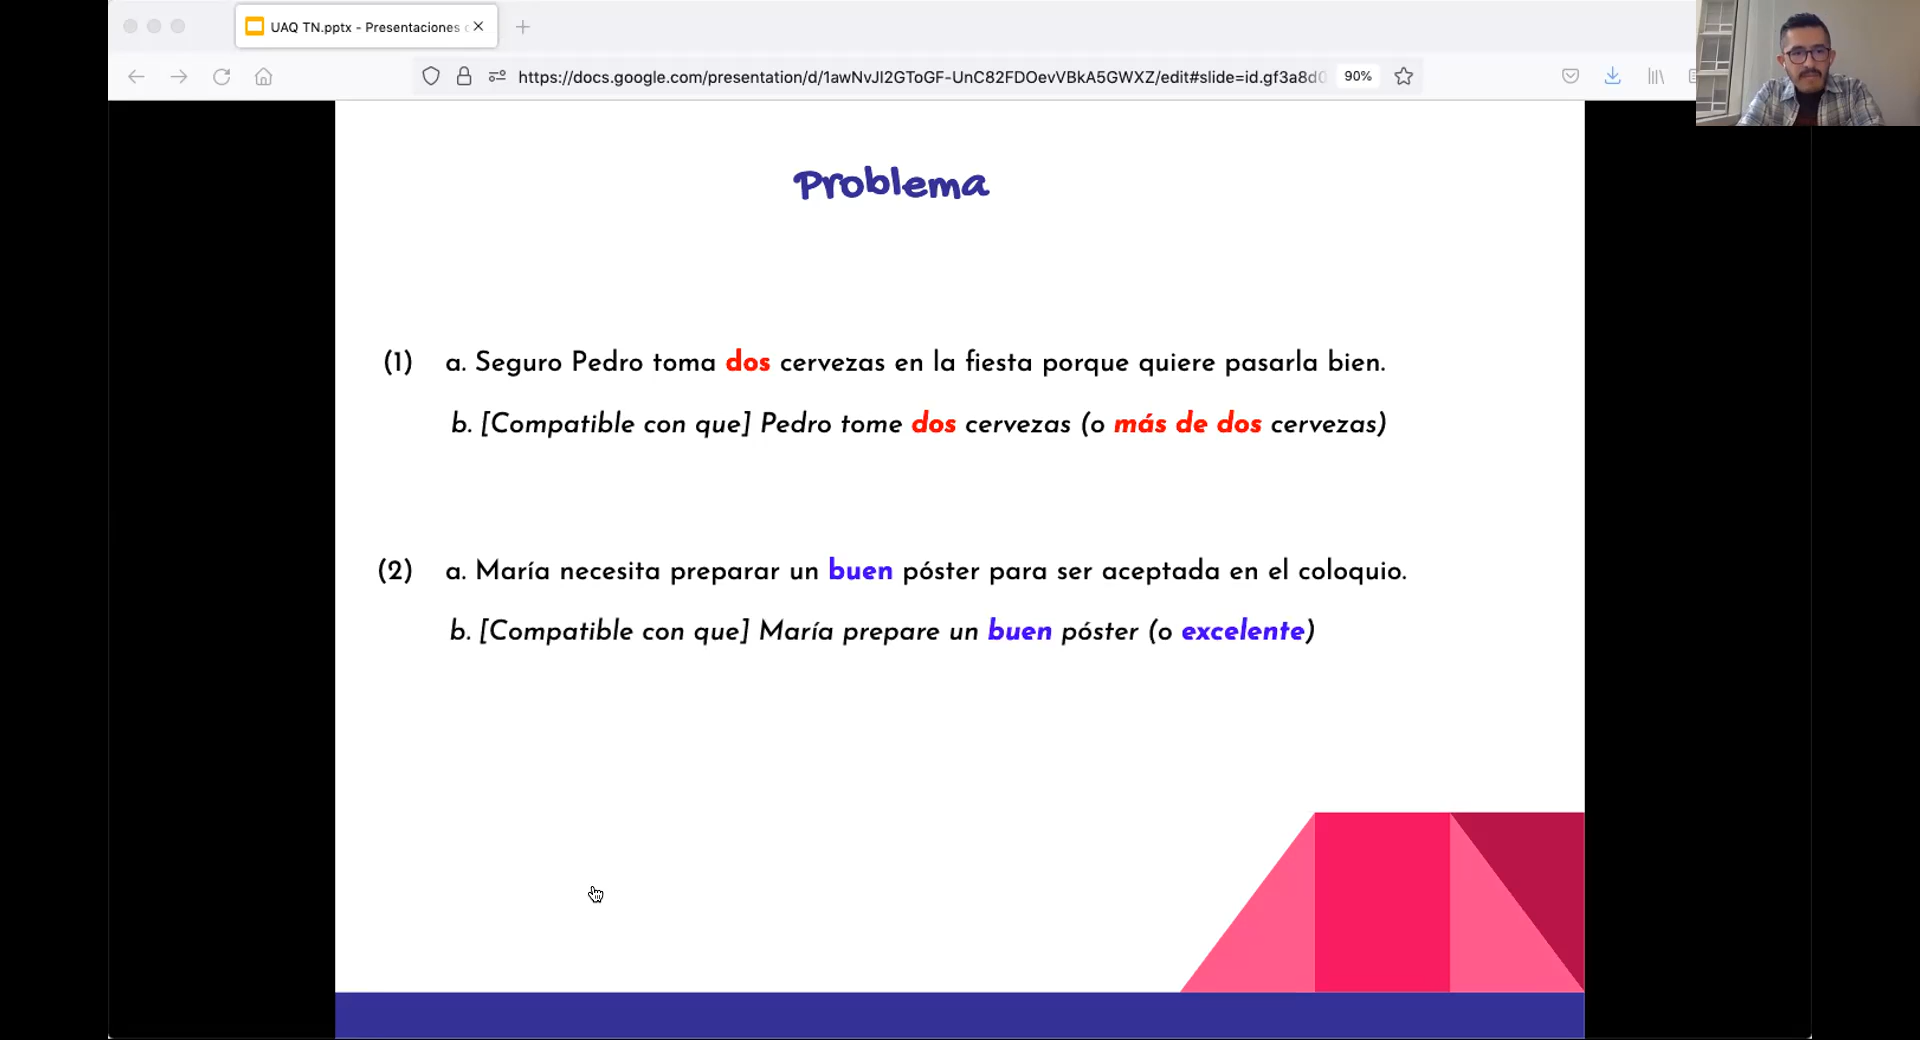 UAQ TN.pptx - Presentaciones
https://docs.google.com/presentation/d/1awNvJI2GToGF-UnC82FDOevVBkA5GWXZ/edit#slide=id.gf3a8d0
90%
Problema
(1) a. Seguro Pedro toma dos cervezas en la fiesta porque quiere pasarla bien.
b. [Compatible con que] Pedro tome dos cervezas (o más de dos cervezas)
(2) a. María necesita preparar un buen póster para ser aceptada en el coloquio.
b. [Compatible con que] María prepare un buen póster (o excelente)